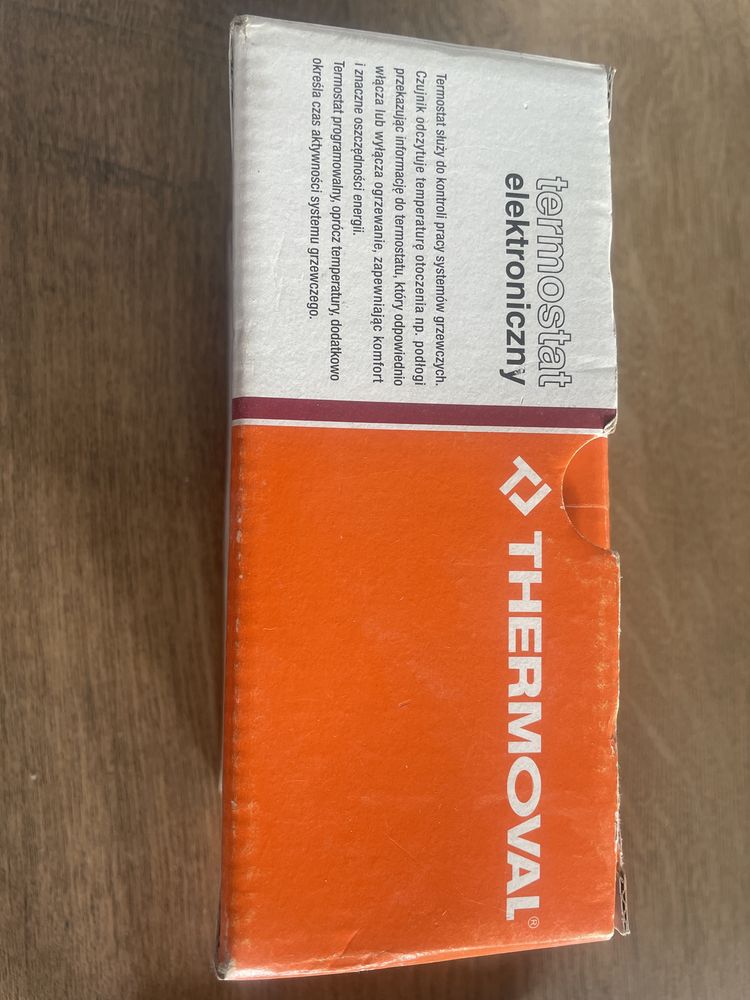 termostat
elektroniczny
Termostat służy do kontroli pracy systemów grzewczych.
Czujnik odczytuje temperaturę otoczenia np. podłogi
przekazując informację do termostatu, który odpowiednio
włącza lub wyłącza ogrzewanie, zapewniając komfort
i znaczne oszczędności energii.
Termostat programowalny, oprócz temperatury, dodatkowo
określa czas aktywności systemu grzewczego.
THERMOVAL®